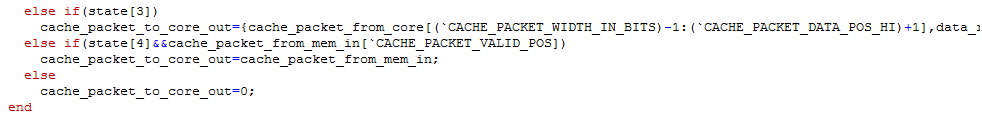 else if(state[3])
cache_packet_to_core_out={cache_packet_from_core[(`CACHE_PACKET_WIDTH_IN_BITS)-1:(`CACHE_PACKET_DATA_POS_HI)+1],data_
else if(state[4]&&cache_packet_from_mem_in[`CACHE_PACKET_VALID_POS])
cache_packet_to_core_out=cache_packet_from_mem_in;
else
cache_packet_to_core_out=0;
end